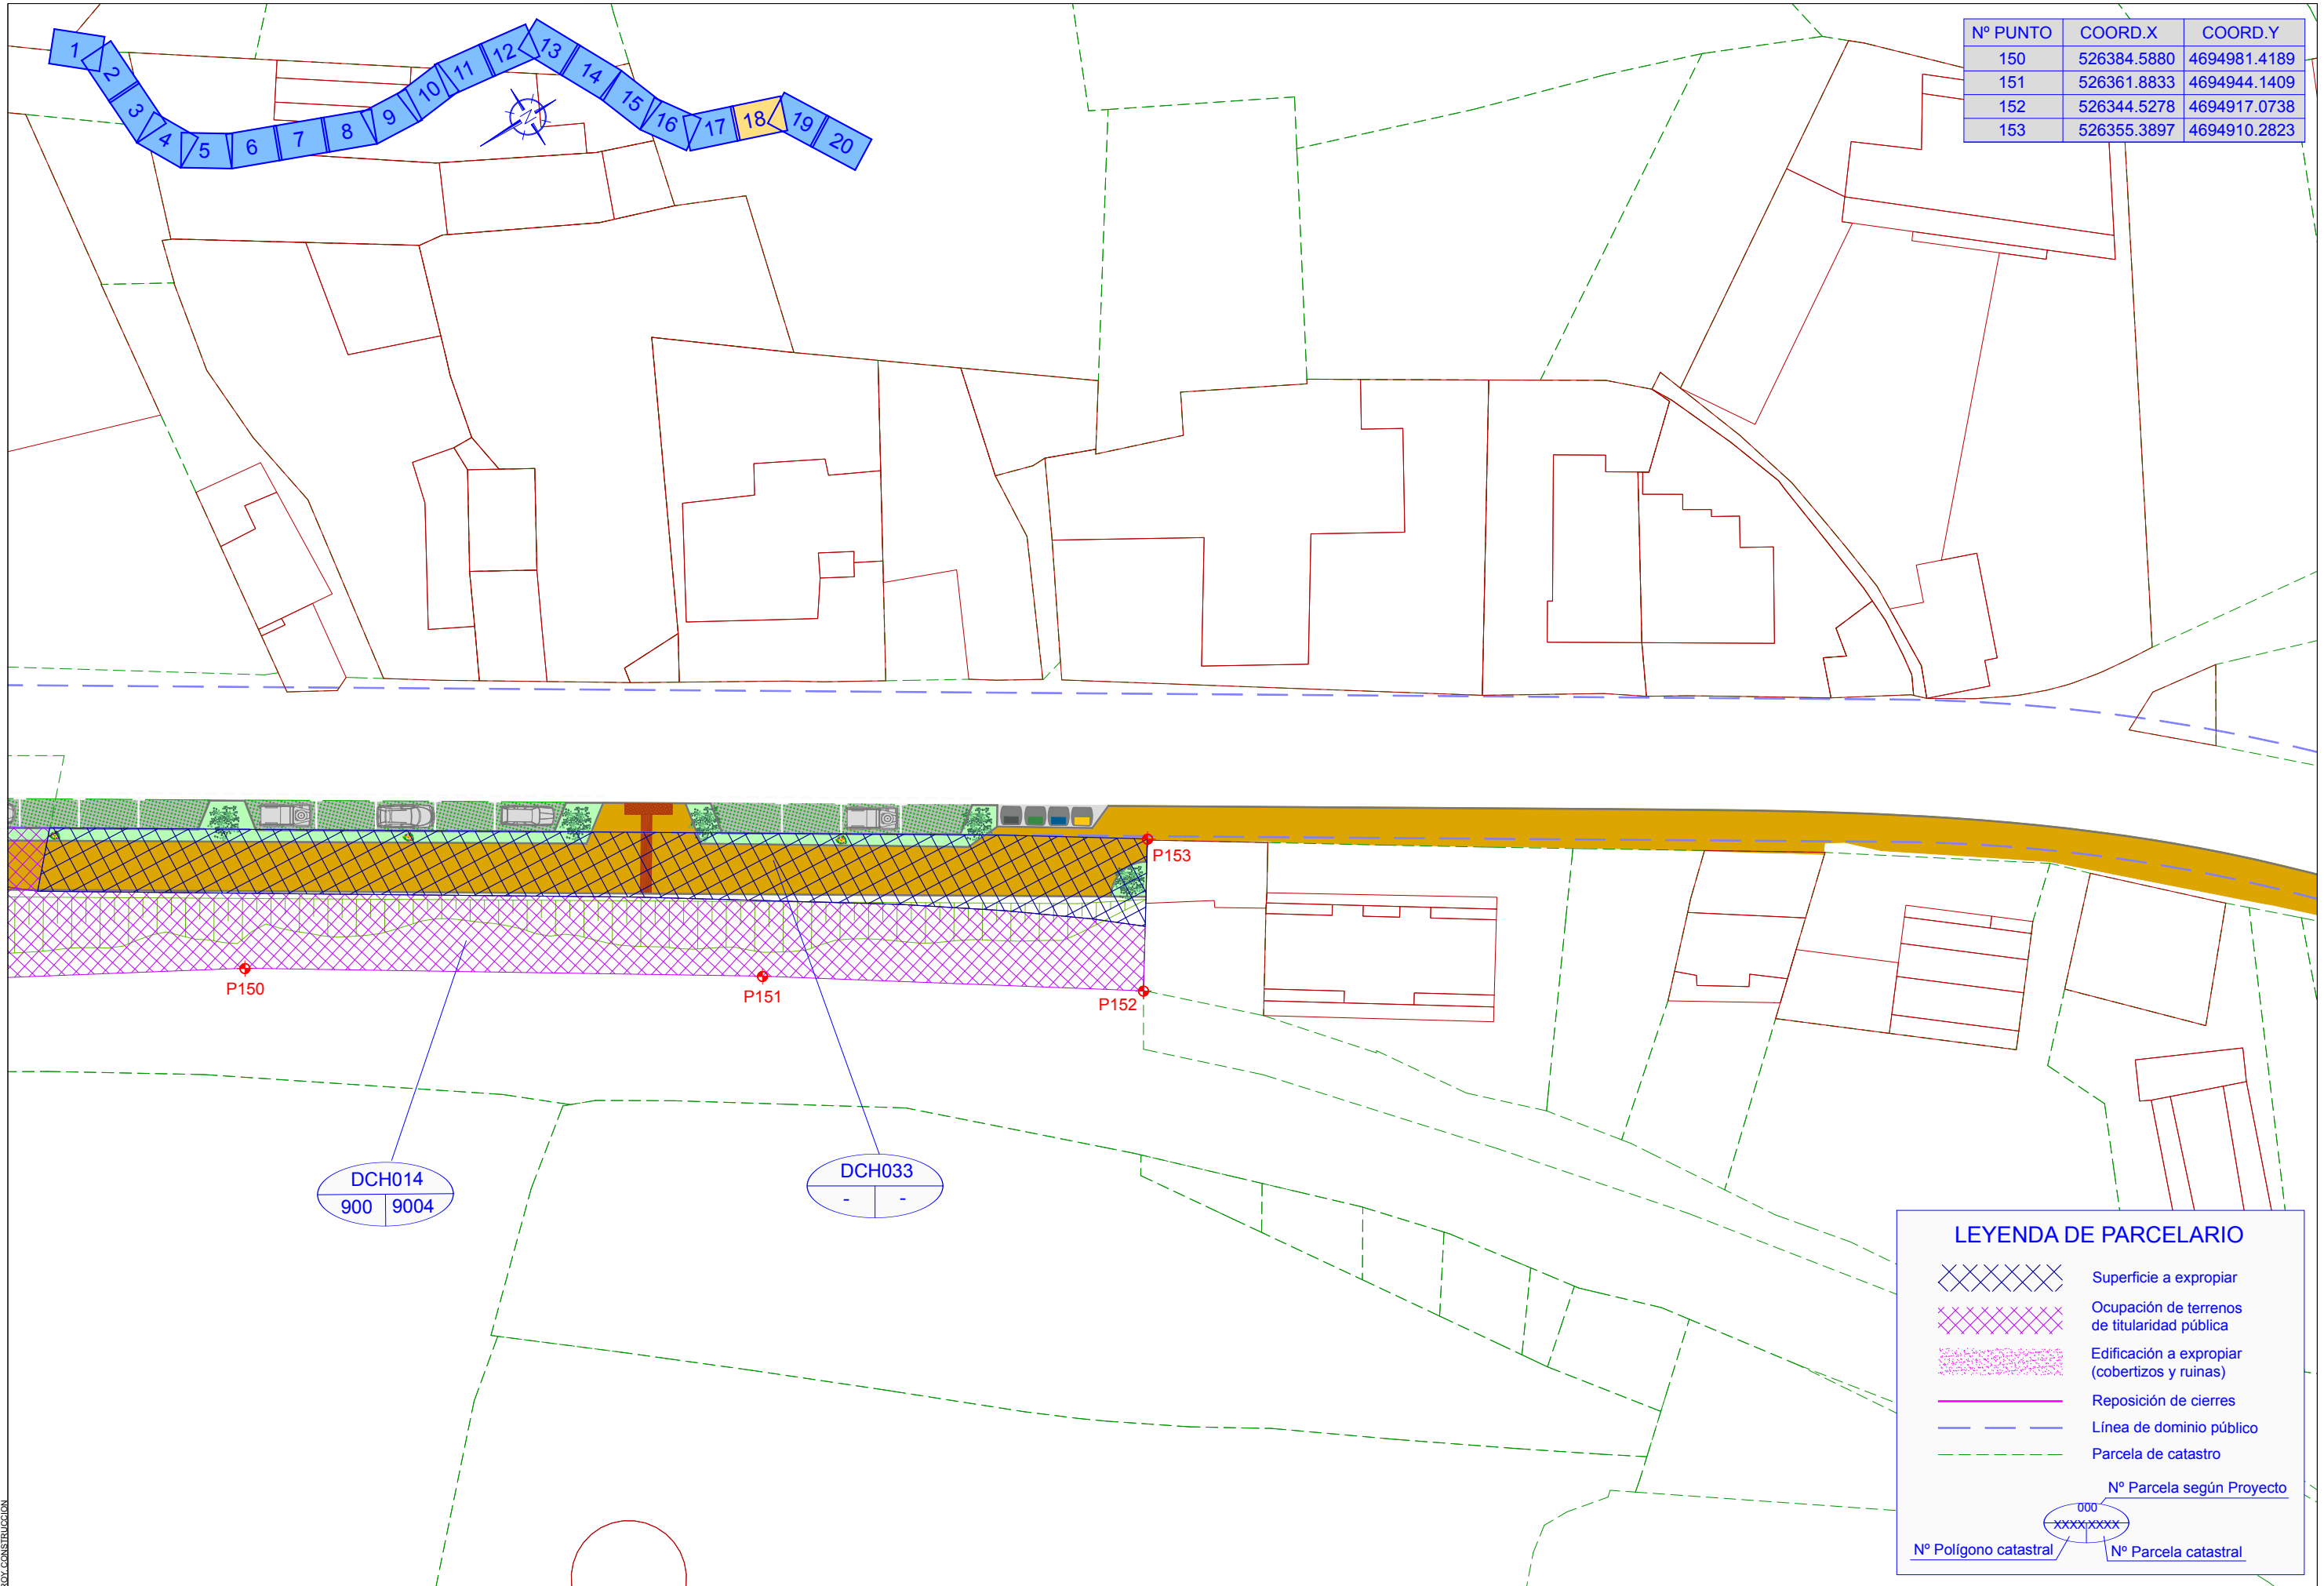 1
2
3
4
5
6
7
8
9
10
11
12
13
14
15
16
17
18
19
20
N
Nº PUNTO COORD.X COORD.Y
150 526384.5880 4694981.4189
151 526361.8833 4694944.1409
152 526344.5278 4694917.0738
153 526355.3897 4694910.2823
P153
P150
P151
P152
DCH014
900 9004
DCH033
- -
LEYENDA DE PARCELARIO
Superficie a expropiar
Ocupación de terrenos
de titularidad pública
Edificación a expropiar
(cobertizos y ruinas)
Reposición de cierres
Línea de dominio público
Parcela de catastro
Nº Parcela según Proyecto
000
XXXX XXXX
Nº Polígono catastral
Nº Parcela catastral
CONSTRUCCION